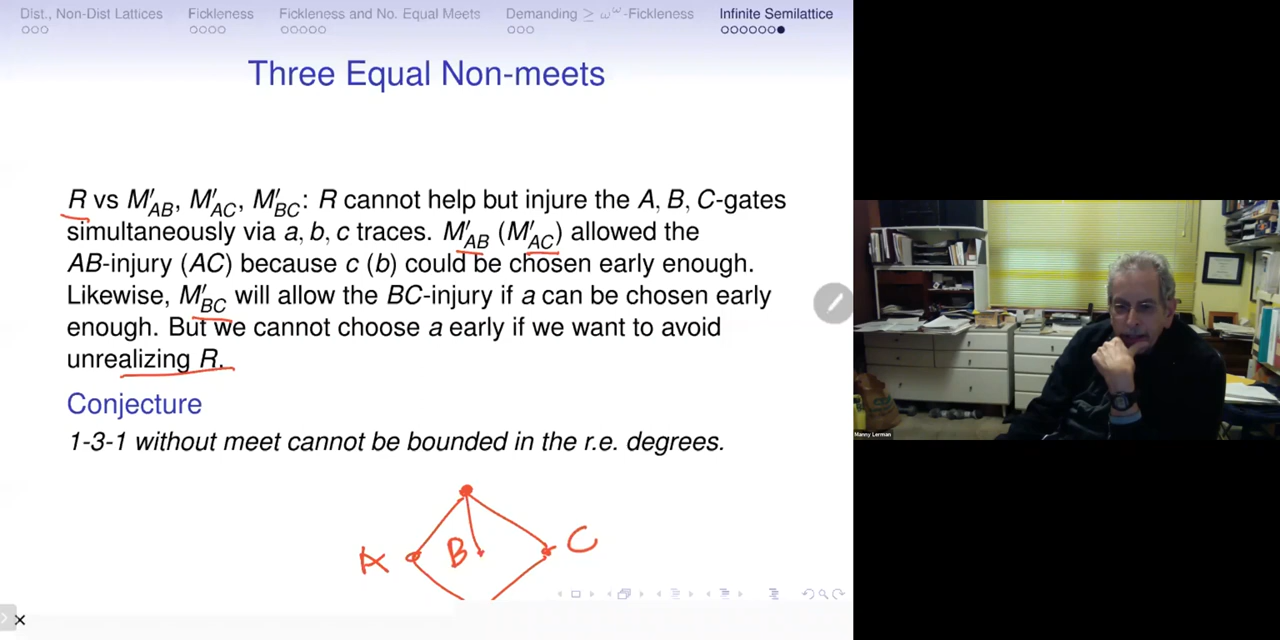 Dist., Non-Dist Lattices Fickleness Fickleness and No. Equal Meets Demanding ≥ ω^ω-Fickleness Infinite Semilattice
Three Equal Non-meets
R vs M′_AB, M′_AC, M′_BC: R cannot help but injure the A, B, C-gates
simultaneously via a, b, c traces. M′_AB (M′_AC) allowed the
AB-injury (AC) because c (b) could be chosen early enough.
Likewise, M′_BC will allow the BC-injury if a can be chosen early
enough. But we cannot choose a early if we want to avoid
unrealizing R.
Conjecture
1-3-1 without meet cannot be bounded in the r.e. degrees.
A B C
Manny Lerman